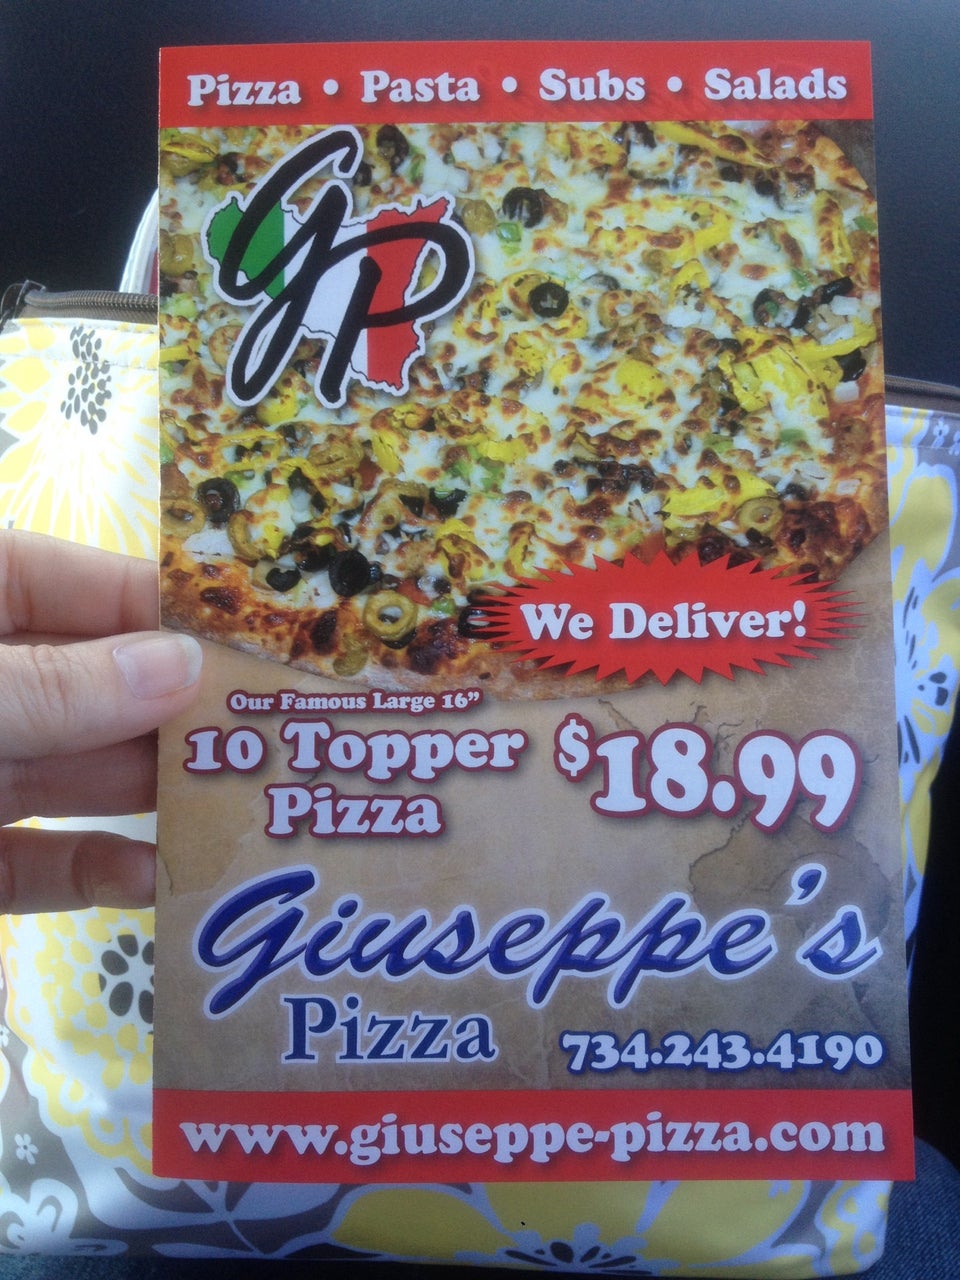 Pizza • Pasta • Subs • Salads
GP
We Deliver!
Our Famous Large 16”
10 Topper
Pizza
$18.99
Giuseppe's
Pizza
734.243.4190
www.giuseppe-pizza.com